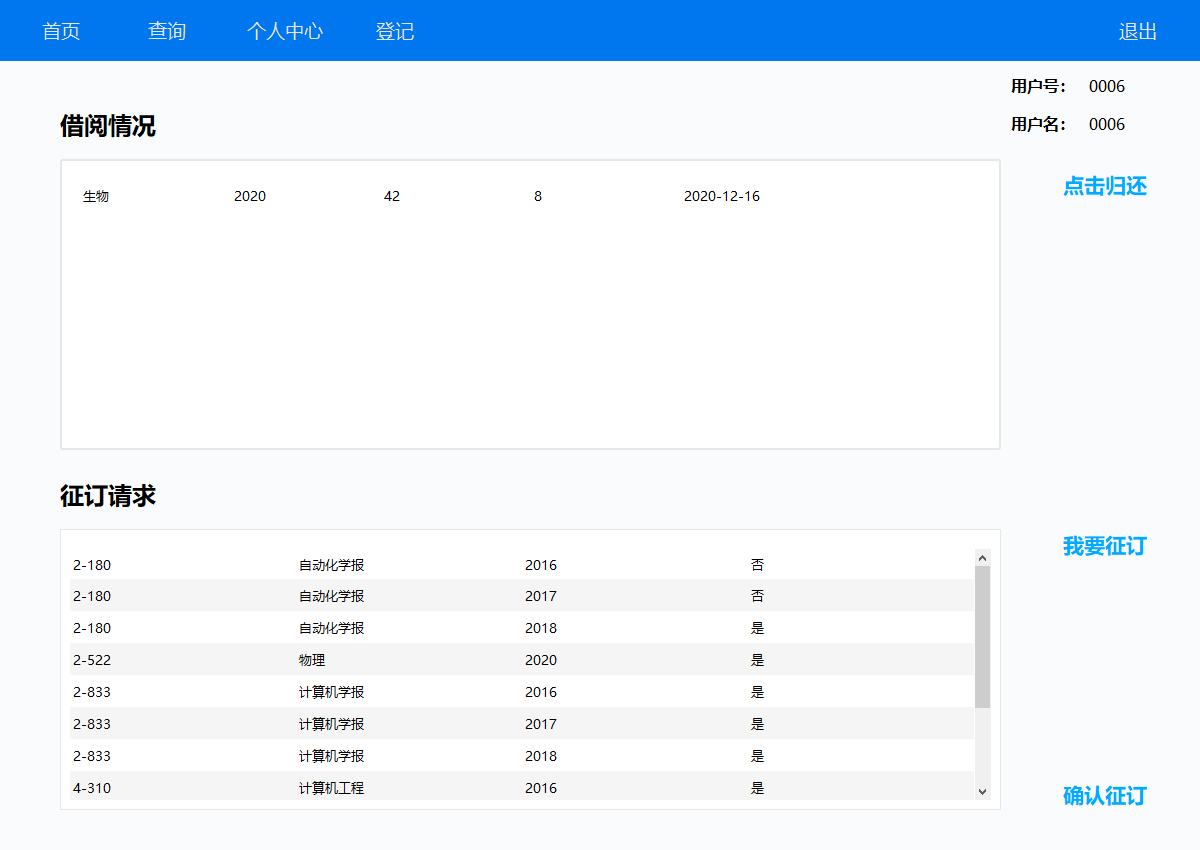 首页 查询 个人中心 登记 退出
用户号： 0006
借阅情况
用户名： 0006
点击归还
生物 2020 42 8 2020-12-16
征订请求
我要征订
2-180 自动化学报 2016 否
2-180 自动化学报 2017 否
2-180 自动化学报 2018 是
2-522 物理 2020 是
2-833 计算机学报 2016 是
2-833 计算机学报 2017 是
2-833 计算机学报 2018 是
4-310 计算机工程 2016 是
确认征订